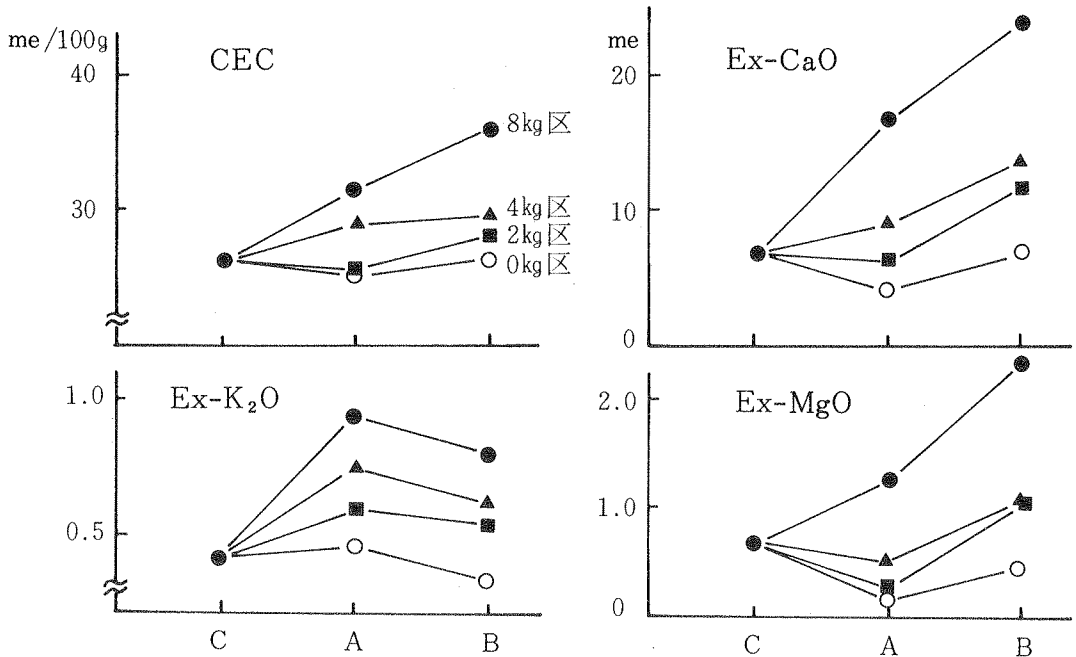 me/100g
CEC
40
30
8kg区
4kg区
2kg区
0kg区
me
Ex-CaO
20
10
0
Ex-K₂O
1.0
0.5
C A B
Ex-MgO
2.0
1.0
0
C A B